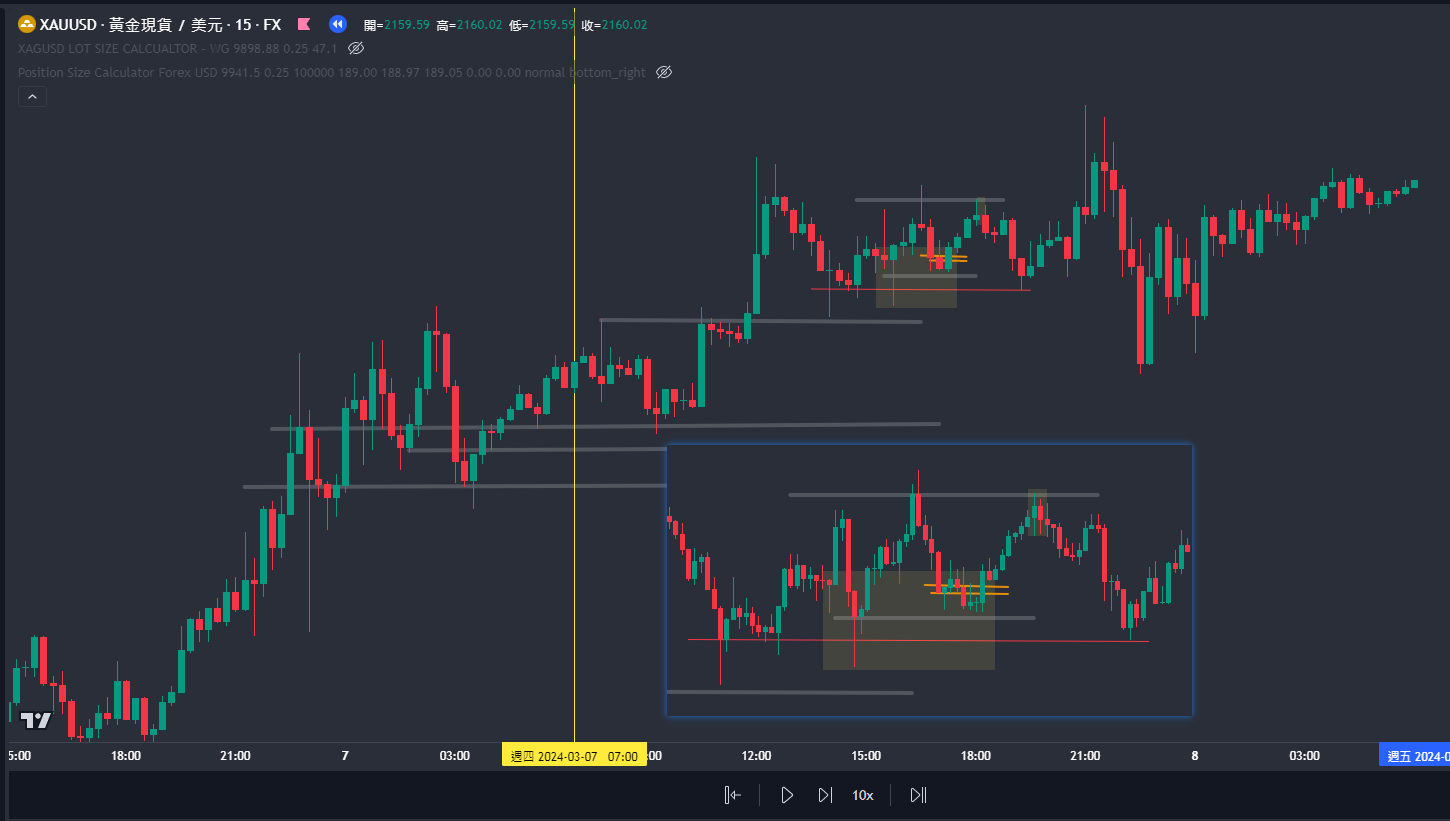 XAUUSD · 黃金現貨 / 美元 · 15 · FX 開=2159.59 高=2160.02 低=2159.59 收=2160.02
XAGUSD LOT SIZE CALCUALTOR - WG 9898.88 0.25 47.1
Position Size Calculator Forex USD 9941.5 0.25 100000 189.00 188.97 189.05 0.00 0.00 normal bottom_right
5:00 18:00 21:00 7 03:00 週四 2024-03-07 07:00 :00 12:00 15:00 18:00 21:00 8 03:00 週五 2024-0
10x